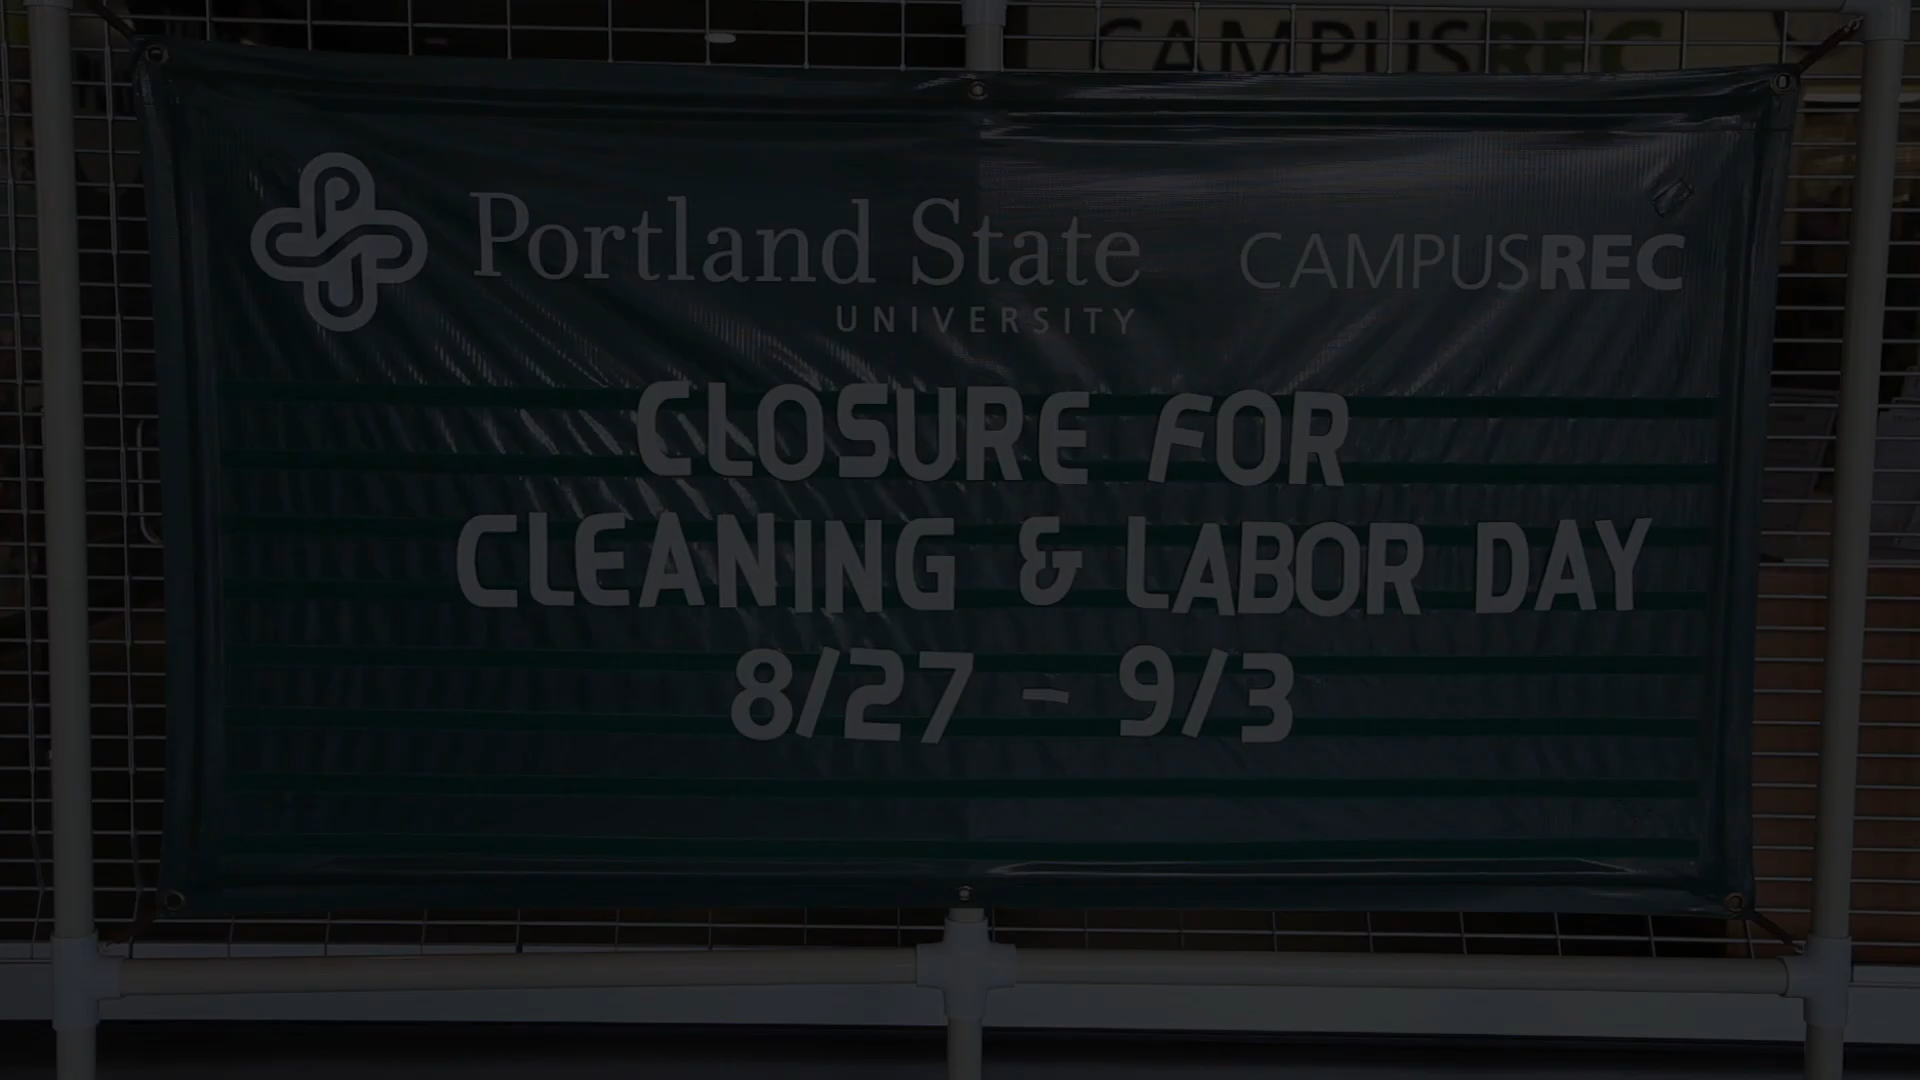 CAMPUSREC
Portland State
UNIVERSITY
CAMPUSREC
CLOSURE FOR
CLEANING & LABOR DAY
8/27 - 9/3